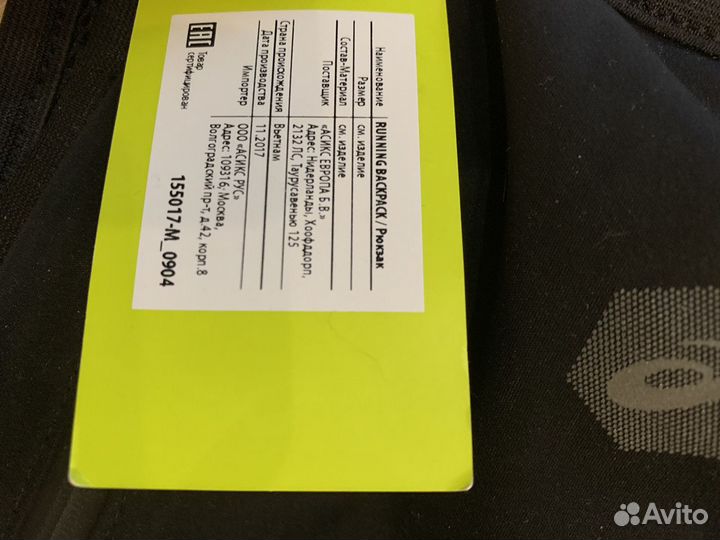 Наименование RUNNING BACKPACK / Рюкзак
Размер см. изделие
Состав-Материал см. изделие
Поставщик «АСИКС ЕВРОПА Б.В.»
Адрес: Нидерланды, Хоофддорп,
2132 ЛС, Таурусавеню 125
Страна происхождения Вьетнам
Дата производства 11.2017
Импортер ООО «АСИКС РУС»
Адрес: 109316, Москва,
Волгоградский пр-т, д.42, корп.8
EAC
Товар
сертифицирован
155017-M_0904
Avito